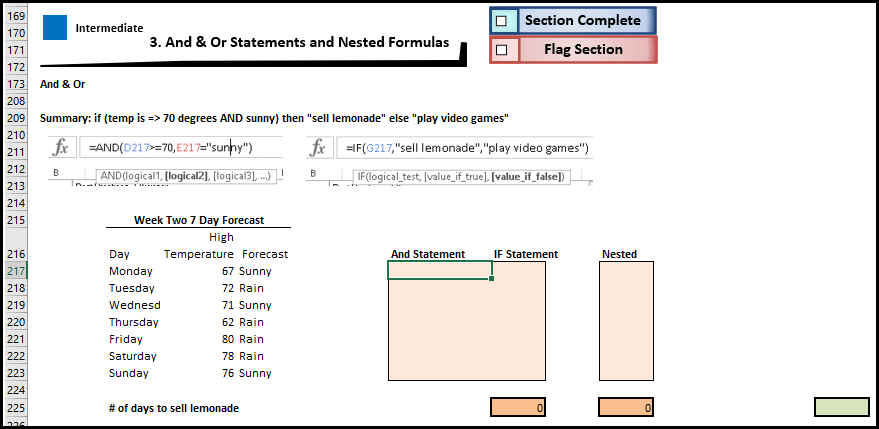 169
170
171
172
173
208
209
210
211
212
213
214
215
216
217
218
219
220
221
222
223
224
225
Intermediate
3. And & Or Statements and Nested Formulas
Section Complete
Flag Section
And & Or
Summary: if (temp is => 70 degrees AND sunny) then "sell lemonade" else "play video games"
fx =AND(D217>=70,E217="sunny")
B AND(logical1, [logical2], [logical3], ...)
fx =IF(G217,"sell lemonade","play video games")
B IF(logical_test, [value_if_true], [value_if_false])
Week Two 7 Day Forecast
High
Day Temperature Forecast And Statement IF Statement Nested
Monday 67 Sunny
Tuesday 72 Rain
Wednesd 71 Sunny
Thursday 62 Rain
Friday 80 Rain
Saturday 78 Rain
Sunday 76 Sunny
# of days to sell lemonade 0 0